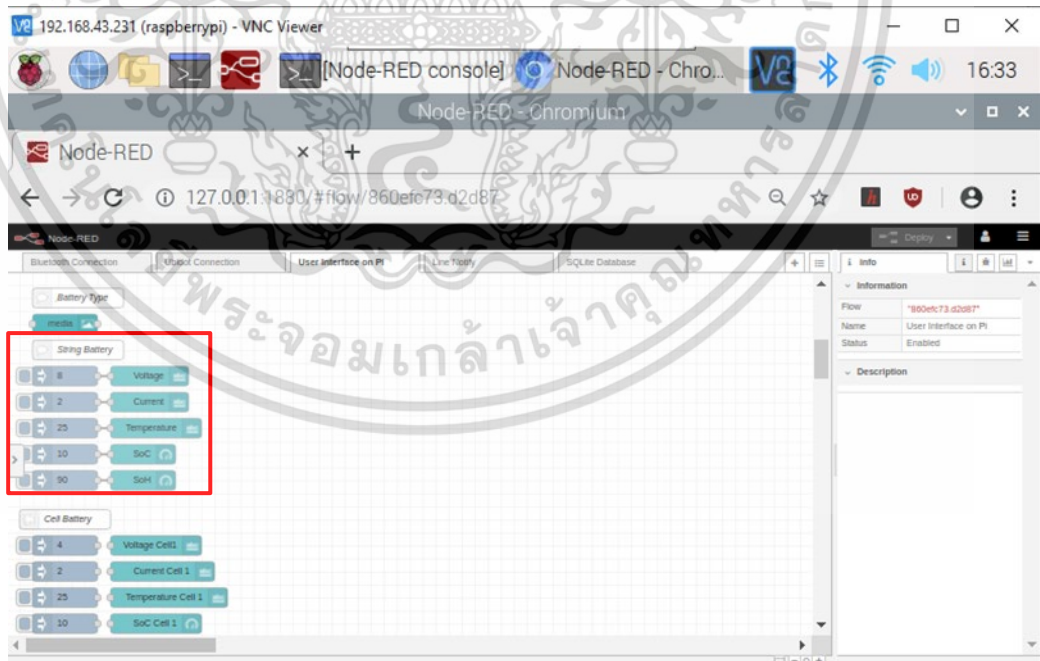 192.168.43.231 (raspberrypi) - VNC Viewer
[Node-RED console] Node-RED - Chro... 16:33
Node-RED - Chromium
Node-RED
127.0.0.1:1880/#flow/860efc73.d2d87
Node-RED Deploy
Bluetooth Connection Ubidot Connection User Interface on Pi Line Notify SQLite Database info
Information
Battery Type
Flow "860efc73.d2d87"
media
Name User Interface on Pi
String Battery
Status Enabled
8 Voltage
Description
2 Current
25 Temperature
10 SoC
90 SoH
Cell Battery
4 Voltage Cell1
2 Current Cell 1
25 Temperature Cell 1
10 SoC Cell 1